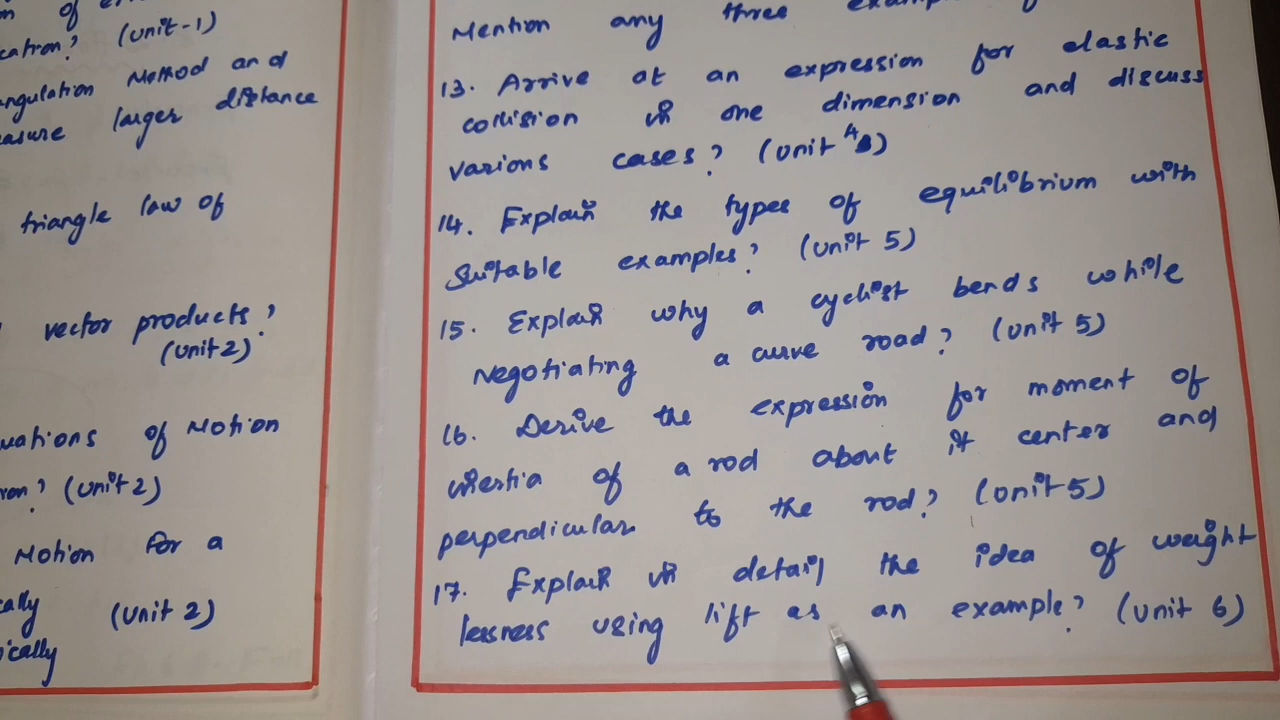 cation? (unit-1)
Method and
larger distance
triangle law of
vector products?
(unit 2)
of Motion
(unit 2)
Motion for a
(unit 2)
Mention any three
13. Arrive at an expression for elastic
collision in one dimension and discuss
various cases? (unit 4)
14. Explain the types of equilibrium with
suitable examples? (unit 5)
15. Explain why a cyclist bends while
Negotiating a curve road? (unit 5)
16. Derive the expression for moment of
inertia of a rod about it center and
perpendicular to the rod? (unit 5)
17. Explain in detail the idea of weight
lessness using lift as an example? (unit 6)